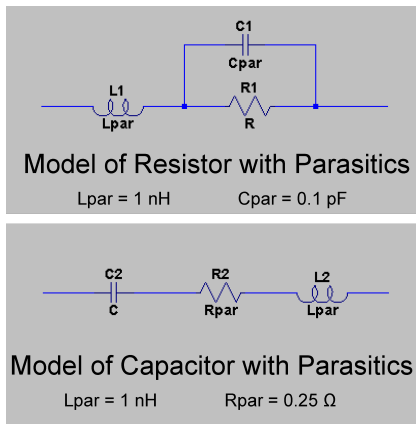 C1
Cpar
L1
R1
Lpar
R
Model of Resistor with Parasitics
Lpar = 1 nH Cpar = 0.1 pF
C2
R2
L2
C
Rpar
Lpar
Model of Capacitor with Parasitics
Lpar = 1 nH Rpar = 0.25 Ω